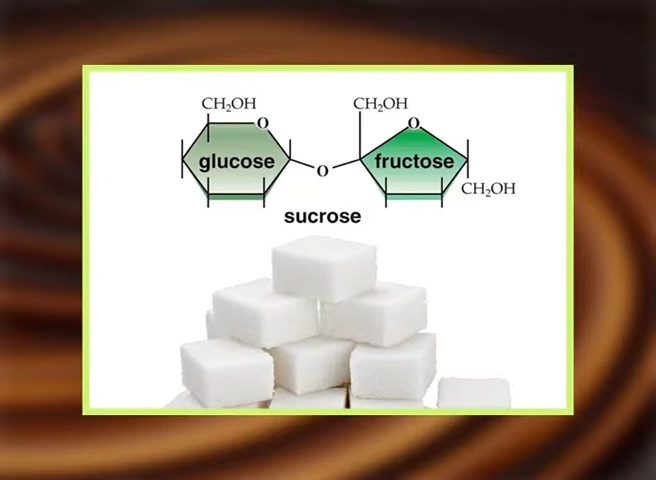 CH₂OH CH₂OH
O O
glucose fructose
O
CH₂OH
sucrose